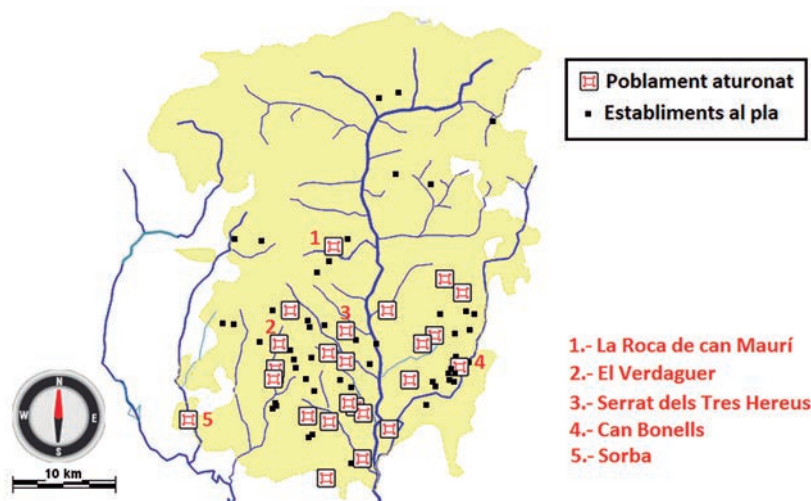 Poblament aturonat
Establiments al pla
1
3
2
4
5
1.- La Roca de can Maurí
2.- El Verdaguer
3.- Serrat dels Tres Hereus
4.- Can Bonells
5.- Sorba
N
W E
S
10 km